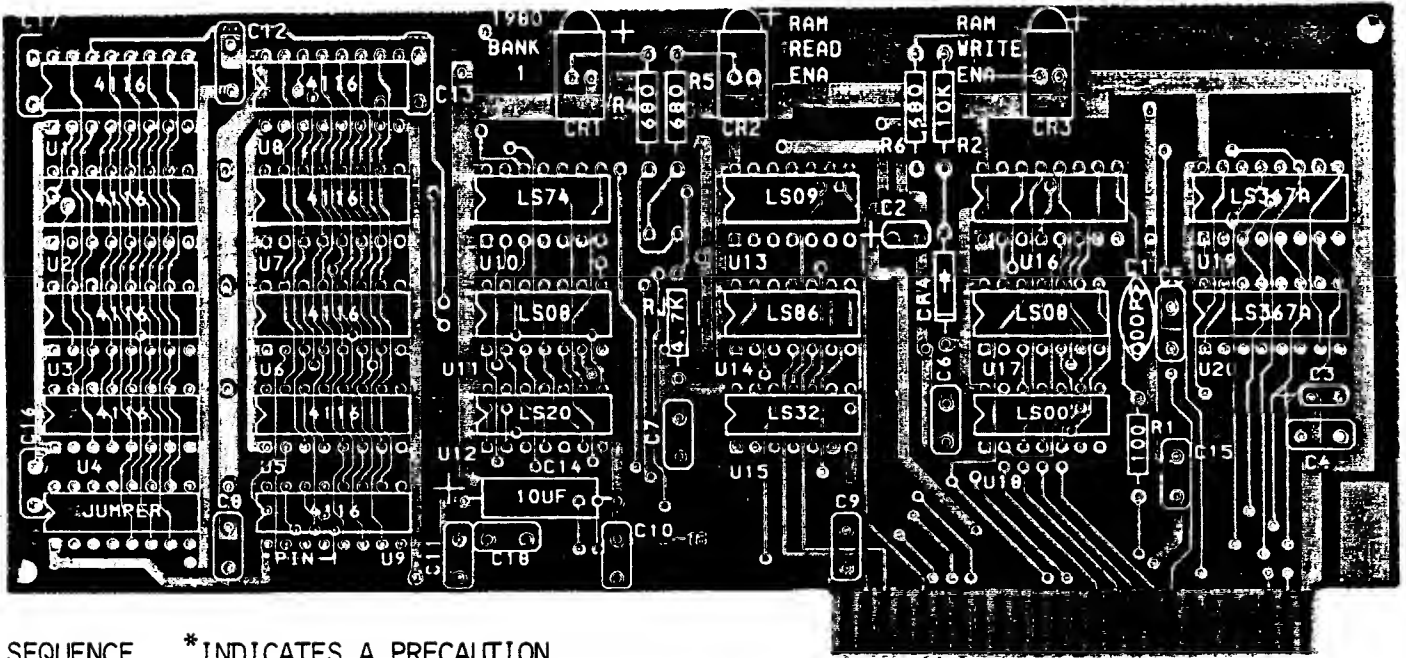 C17 C12 1980 BANK 1 RAM READ ENA RAM WRITE ENA
4116 4116 C13 R4 680 680 R5 680 10K
CR1 CR2 R6 R2 CR3
U1 U8
4116 4116 LS74 LS09 C2 LS367A
U2 U7 U10 U13 U16 C1 C5 U19
4116 4116 LS08 4.7K LS86 CR4 LS08 LS367A
U3 U6 U11 U14 C6 U17 U20 C3
C16 4116 4116 LS20 C7 LS32 LS00 100 R1 C4
U4 U5 U12 C14 U15 U18 C15
JUMPER C8 4116 10UF C9
PIN 1 U9 C11 C18 C10
SEQUENCE *INDICATES A PRECAUTION